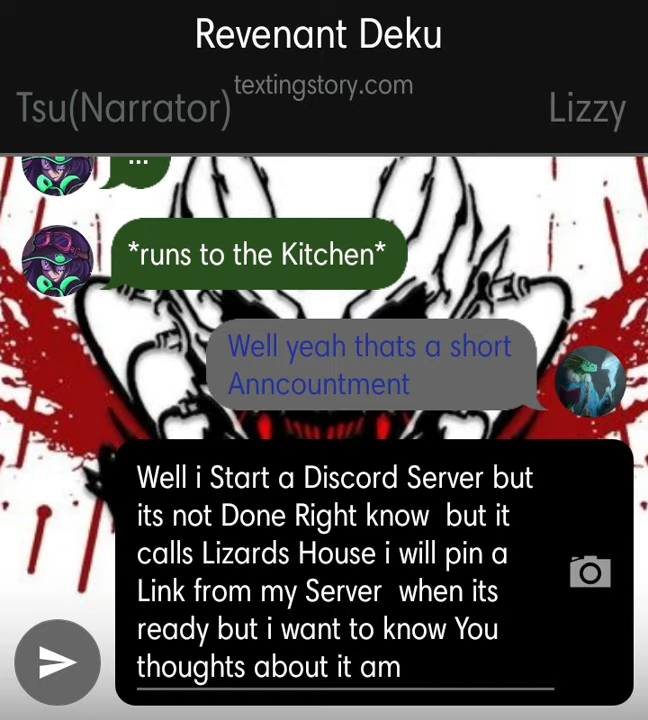 Revenant Deku
textingstory.com
Tsu(Narrator)
Lizzy
...
*runs to the Kitchen*
Well yeah thats a short
Anncountment
Well i Start a Discord Server but
its not Done Right know  but it
calls Lizards House i will pin a
Link from my Server  when its
ready but i want to know You
thoughts about it am